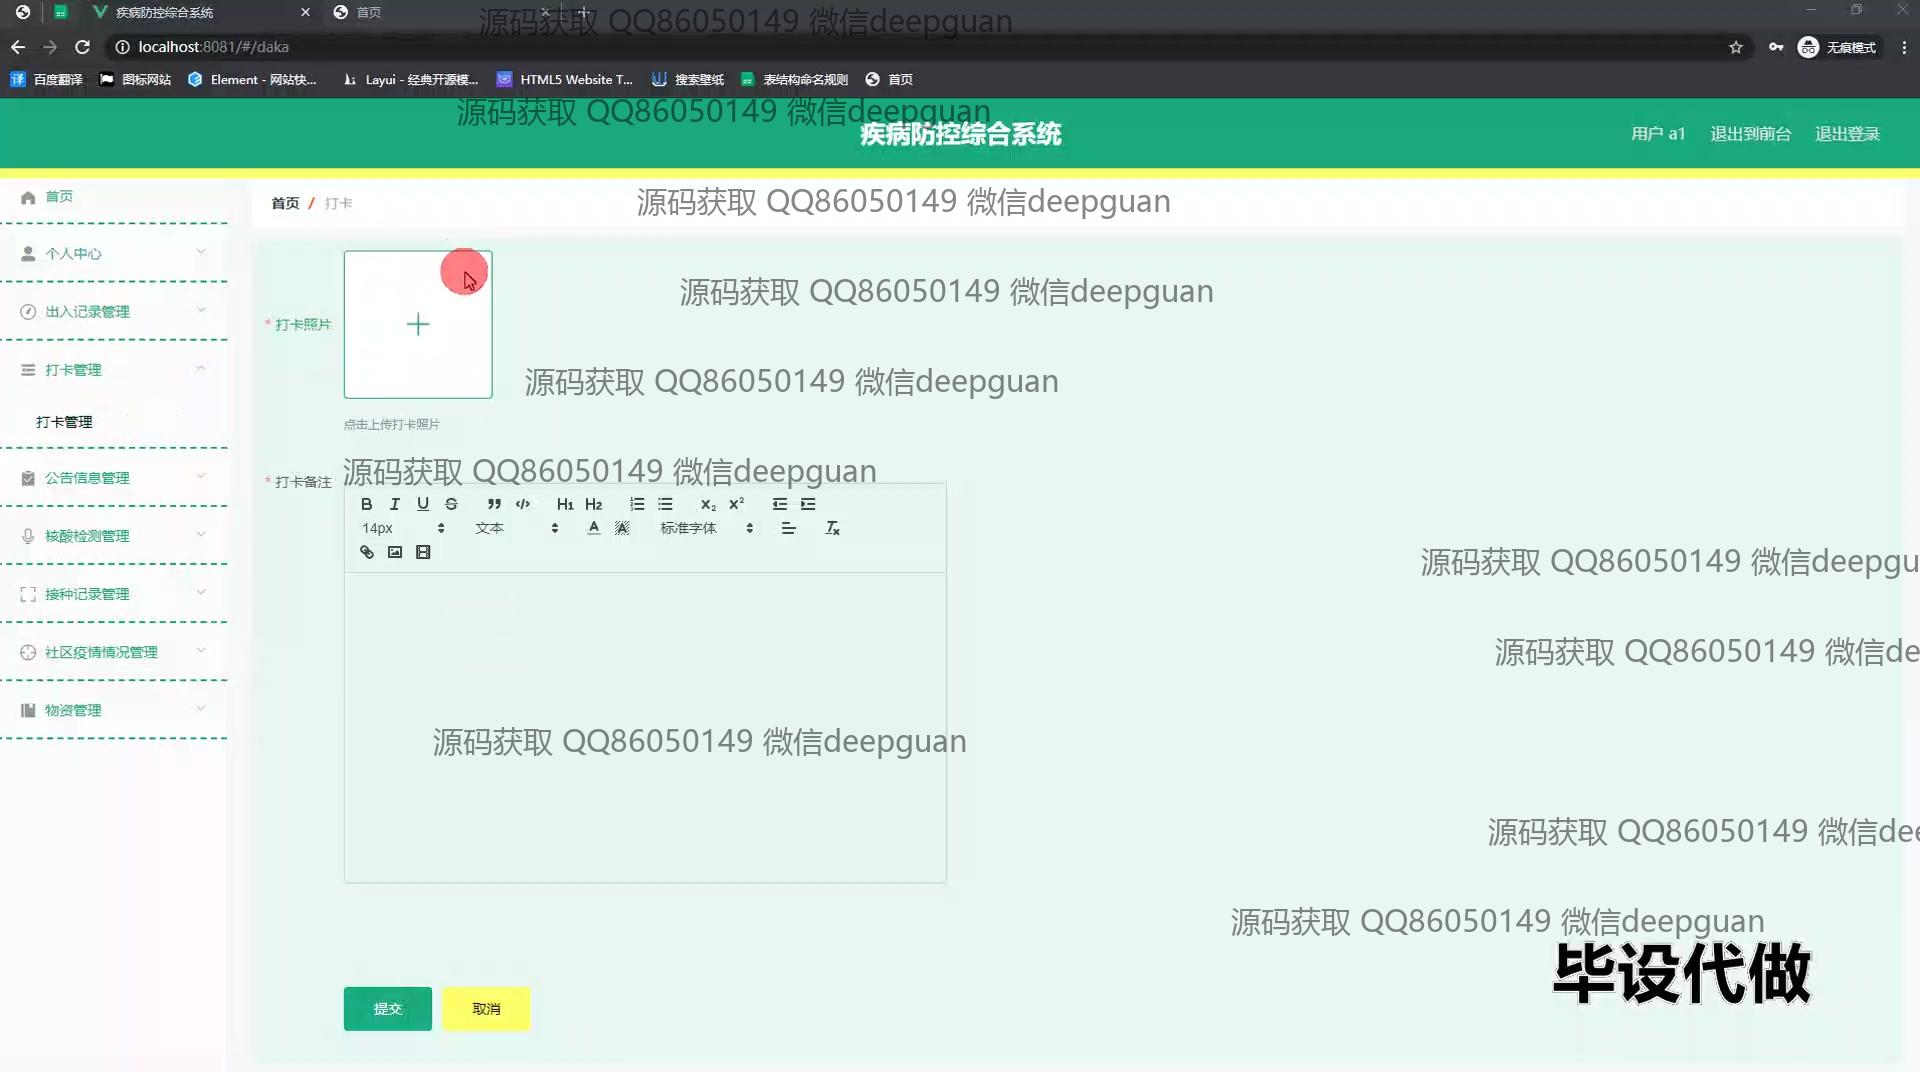 疾病防控综合系统
首页
源码获取 QQ86050149 微信deepguan
localhost:8081/#/daka
无痕模式
百度翻译 图标网站 Element - 网站快... Layui - 经典开源模... HTML5 Website T... 搜索壁纸 表结构命名规则 首页
源码获取 QQ86050149 微信deepguan
疾病防控综合系统
用户 a1 退出到前台 退出登录
首页
首页 / 打卡
源码获取 QQ86050149 微信deepguan
个人中心
源码获取 QQ86050149 微信deepguan
出入记录管理
* 打卡照片
打卡管理
源码获取 QQ86050149 微信deepguan
打卡管理
点击上传打卡照片
源码获取 QQ86050149 微信deepguan
公告信息管理
* 打卡备注
B I U S H1 H2 X2 X2
14px 文本 A A 标准字体 Tx
核酸检测管理
源码获取 QQ86050149 微信deepgu
接种记录管理
社区疫情情况管理
源码获取 QQ86050149 微信de
物资管理
源码获取 QQ86050149 微信deepguan
源码获取 QQ86050149 微信dee
源码获取 QQ86050149 微信deepguan
毕设代做
提交 取消